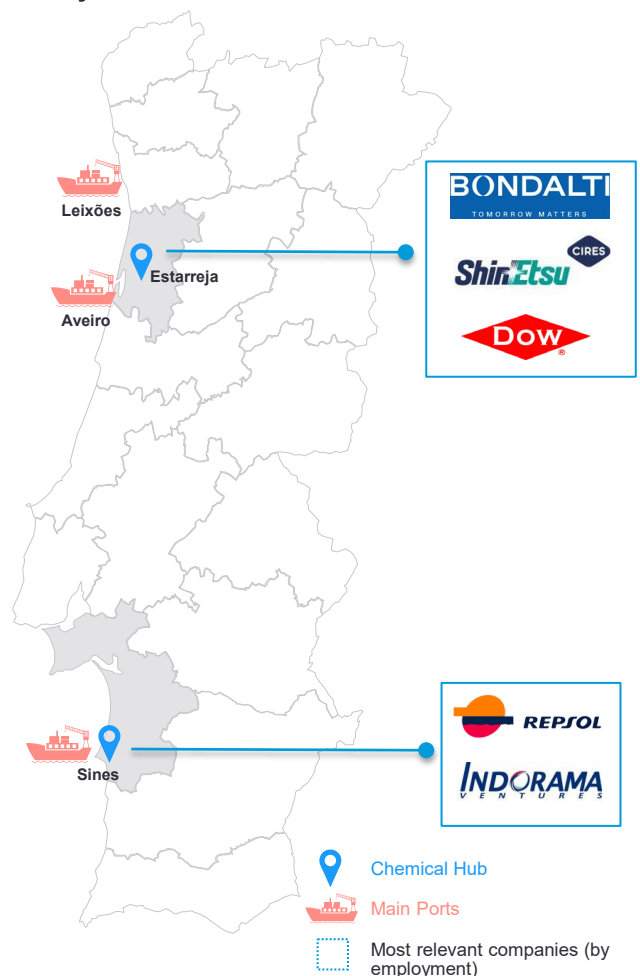 Leixões
Estarreja
Aveiro
BONDALTI
TOMORROW MATTERS
ShinEtsu
CIRES
Dow
®
Sines
REPSOL
INDORAMA
VENTURES
Chemical Hub
Main Ports
Most relevant companies (by
employment)